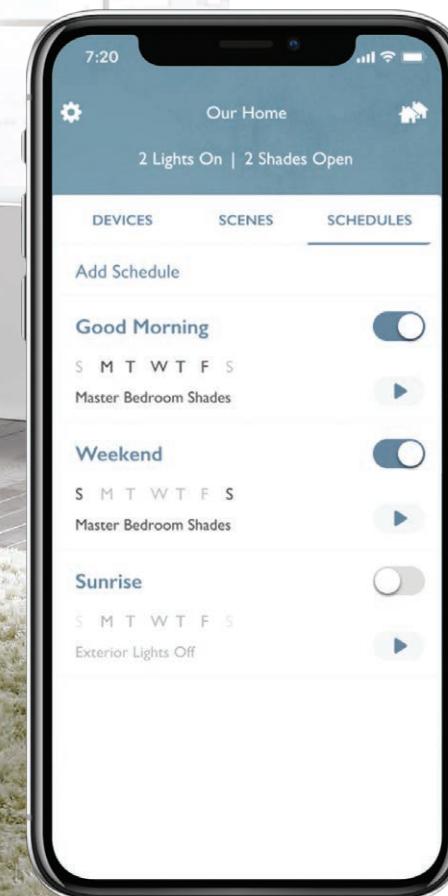 7:20
Our Home
2 Lights On | 2 Shades Open
DEVICES SCENES SCHEDULES
Add Schedule
Good Morning
S M T W T F S
Master Bedroom Shades
Weekend
S M T W T F S
Master Bedroom Shades
Sunrise
S M T W T F S
Exterior Lights Off